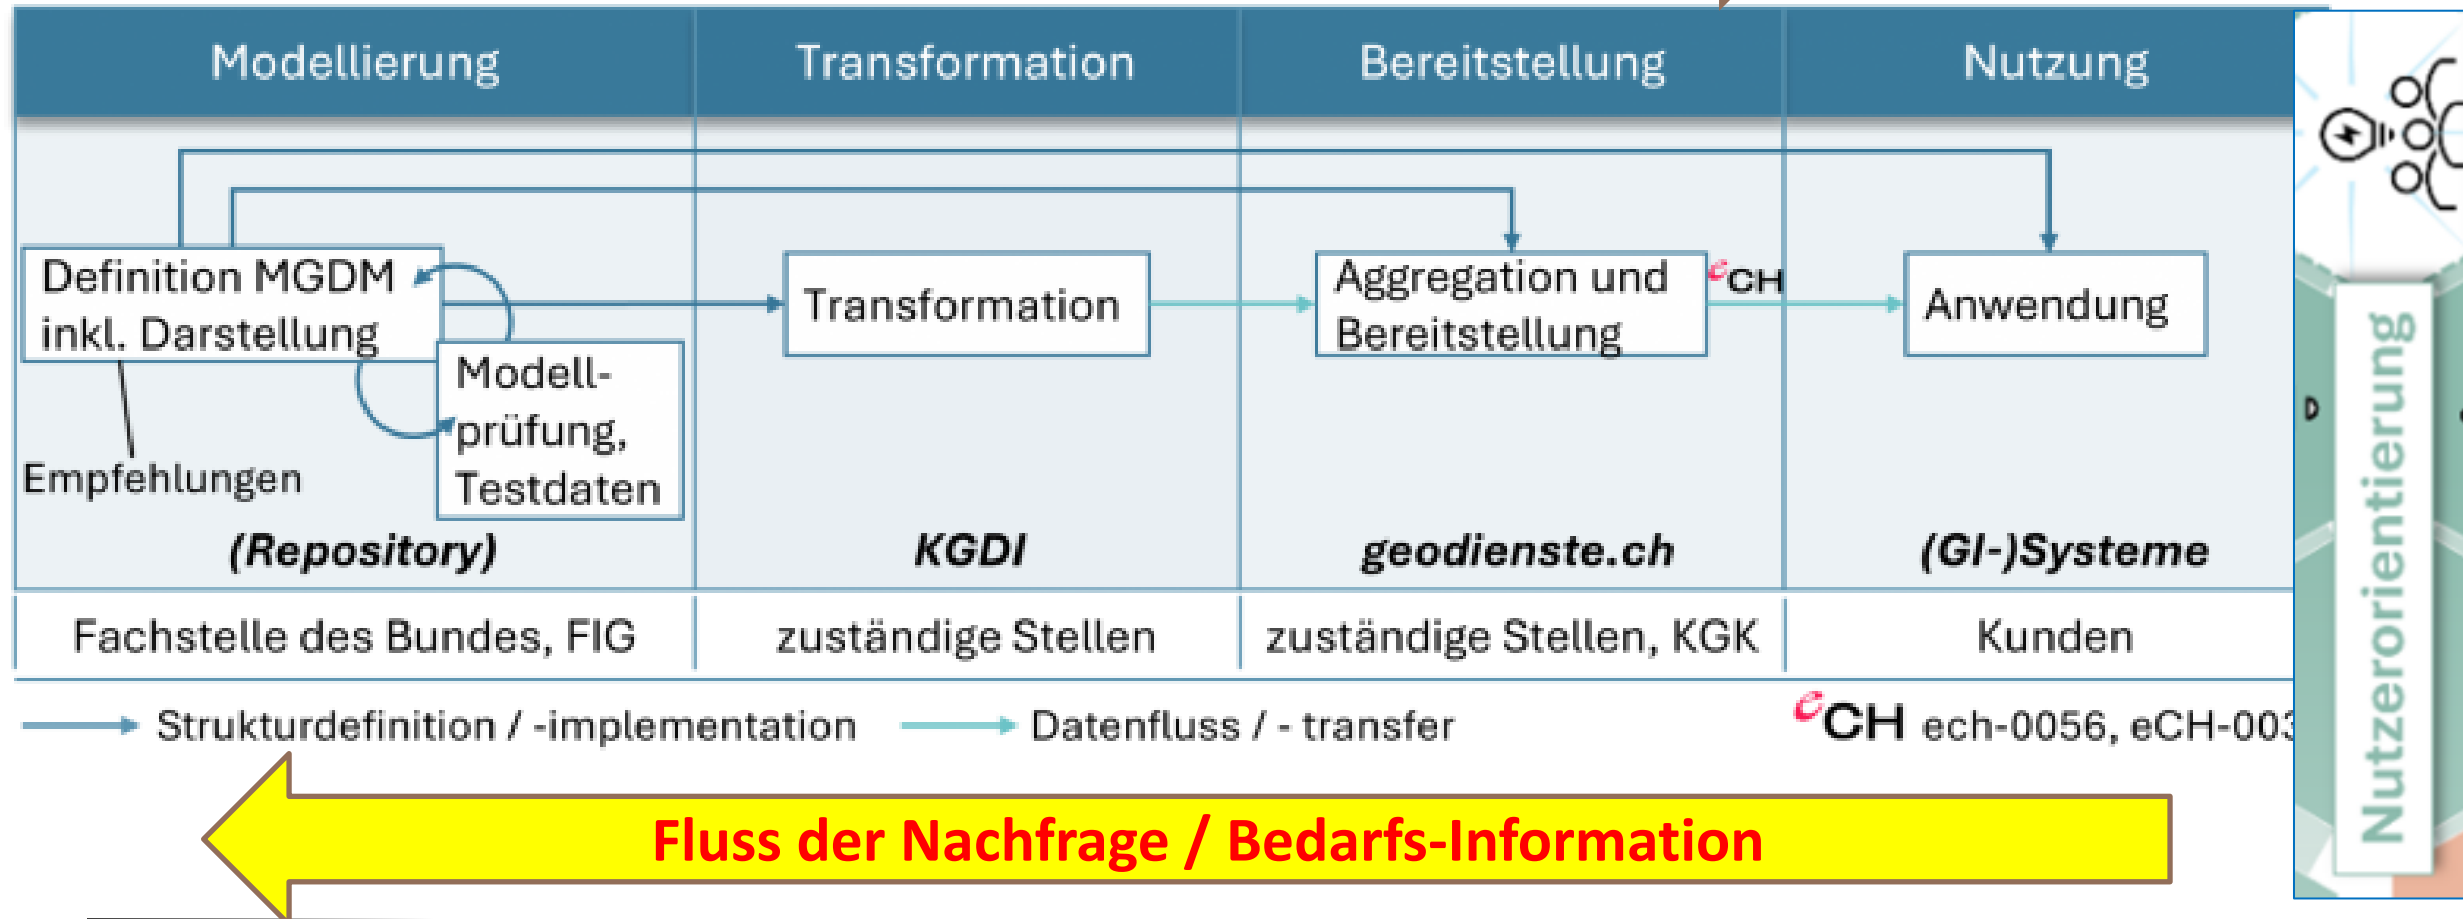 Modellierung
Transformation
Bereitstellung
Nutzung
Definition MGDM
inkl. Darstellung
Modell-
prüfung,
Testdaten
Empfehlungen
Transformation
Aggregation und
Bereitstellung
eCH
Anwendung
(Repository)
KGDI
geodienste.ch
(GI-)Systeme
Fachstelle des Bundes, FIG
zuständige Stellen
zuständige Stellen, KGK
Kunden
Strukturdefinition / -implementation
Datenfluss / - transfer
eCH ech-0056, eCH-003
Fluss der Nachfrage / Bedarfs-Information
Nutzerorientierung